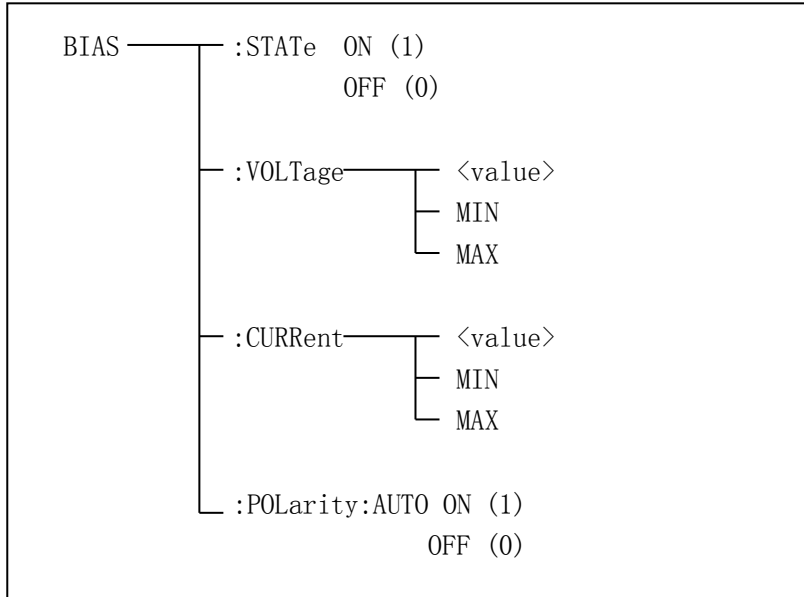 BIAS :STATe ON (1)
OFF (0)
:VOLTage <value>
MIN
MAX
:CURRent <value>
MIN
MAX
:POLarity:AUTO ON (1)
OFF (0)